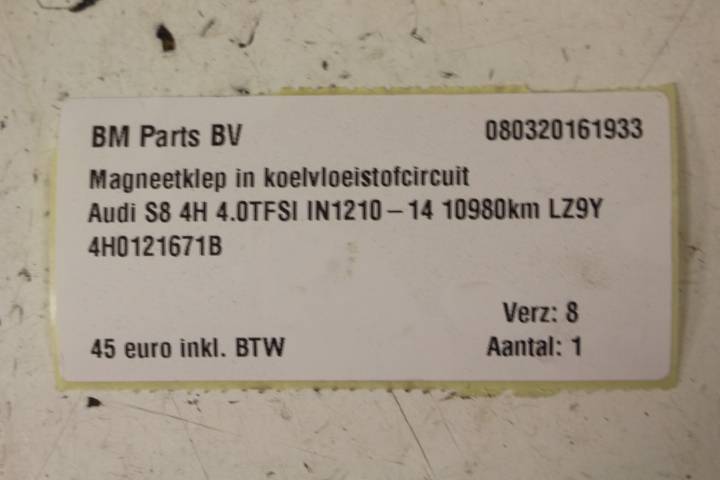 BM Parts BV 080320161933
Magneetklep in koelvloeistofcircuit
Audi S8 4H 4.0TFSI IN1210-14 10980km LZ9Y
4H0121671B
Verz: 8
45 euro inkl. BTW Aantal: 1